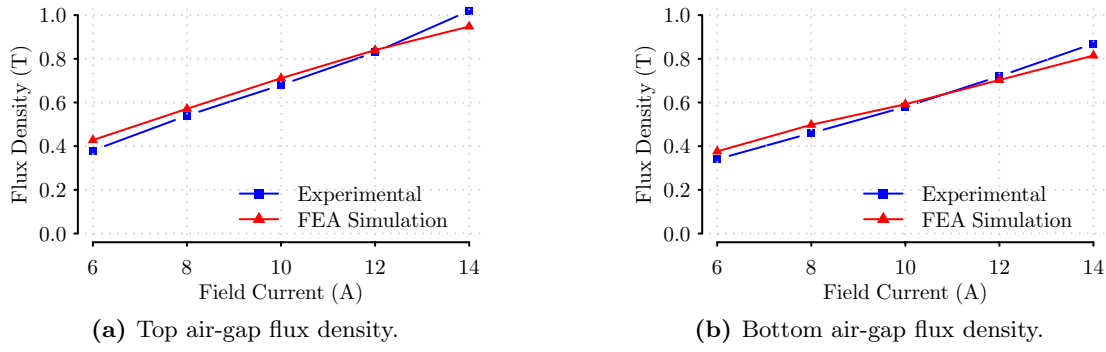 1.0
0.8
0.6
0.4
0.2
0.0
Flux Density (T)
Experimental
FEA Simulation
6 8 10 12 14
Field Current (A)
(a) Top air-gap flux density.
1.0
0.8
0.6
0.4
0.2
0.0
Flux Density (T)
Experimental
FEA Simulation
6 8 10 12 14
Field Current (A)
(b) Bottom air-gap flux density.